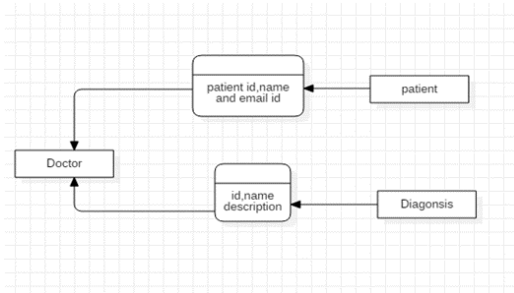 patient id,name
and email id
patient
Doctor
id,name
description
Diagonsis